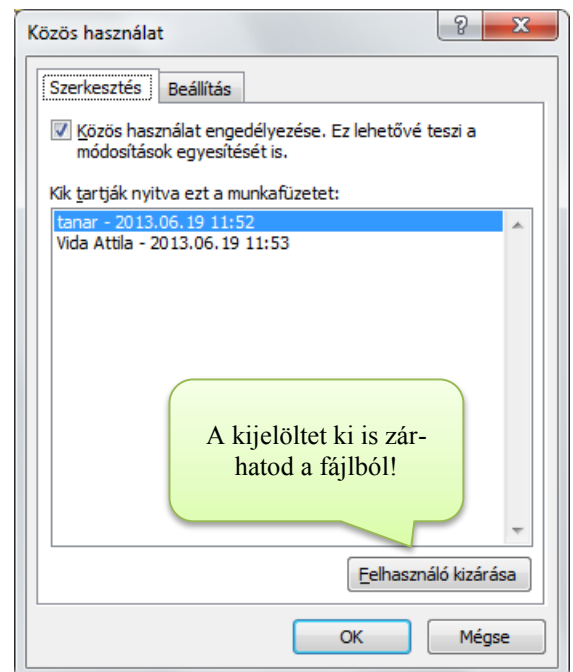 Közös használat
Szerkesztés
Beállítás
Közös használat engedélyezése. Ez lehetővé teszi a
módosítások egyesítését is.
Kik tartják nyitva ezt a munkafüzetet:
tanar - 2013.06.19 11:52
Vida Attila - 2013.06.19 11:53
A kijelöltet ki is zár-
hatod a fájlból!
Felhasználó kizárása
OK
Mégse